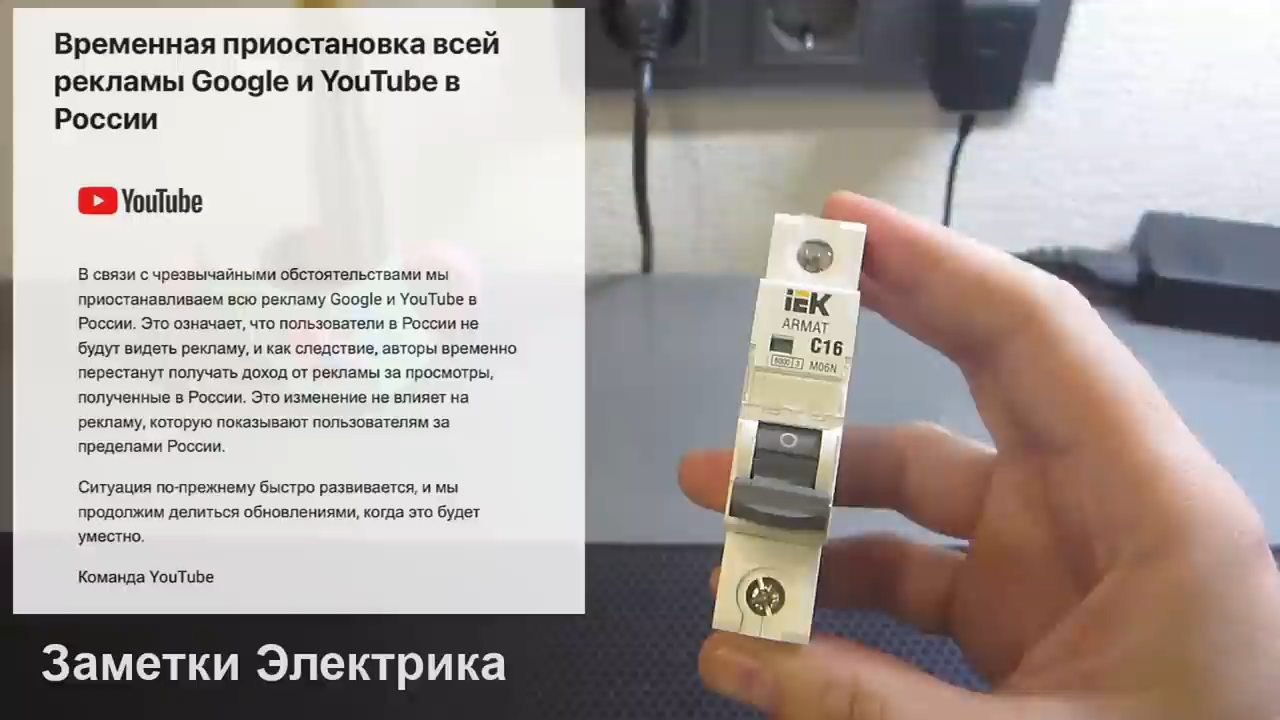 Временная приостановка всей
рекламы Google и YouTube в
России
YouTube
В связи с чрезвычайными обстоятельствами мы
приостанавливаем всю рекламу Google и YouTube в
России. Это означает, что пользователи в России не
будут видеть рекламу, и как следствие, авторы временно
перестанут получать доход от рекламы за просмотры,
полученные в России. Это изменение не влияет на
рекламу, которую показывают пользователям за
пределами России.
Ситуация по-прежнему быстро развивается, и мы
продолжим делиться обновлениями, когда это будет
уместно.
Команда YouTube
Заметки Электрика
iEK
ARMAT
C16
6000 3 M06N
O